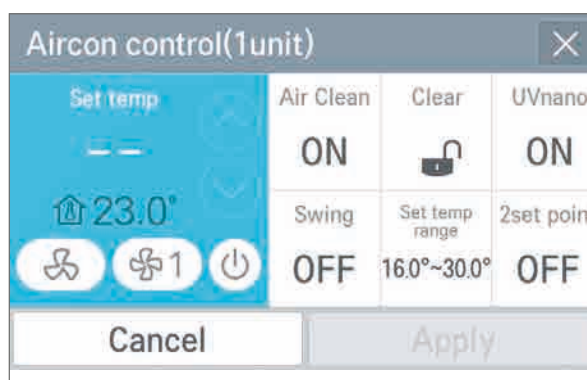 Aircon control(1unit)
Set temp
--
23.0°
1
Air Clean
ON
Clear
UVnano
ON
Swing
OFF
Set temp
range
16.0°~30.0°
2set poin
OFF
Cancel
Apply